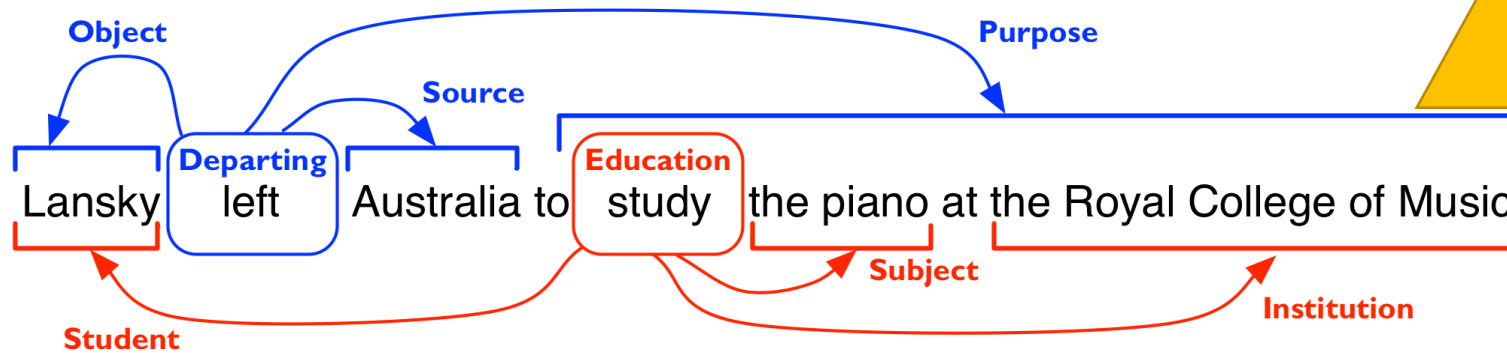 Object
Purpose
Source
Departing
Education
Lansky left Australia to study the piano at the Royal College of Music
Subject
Institution
Student